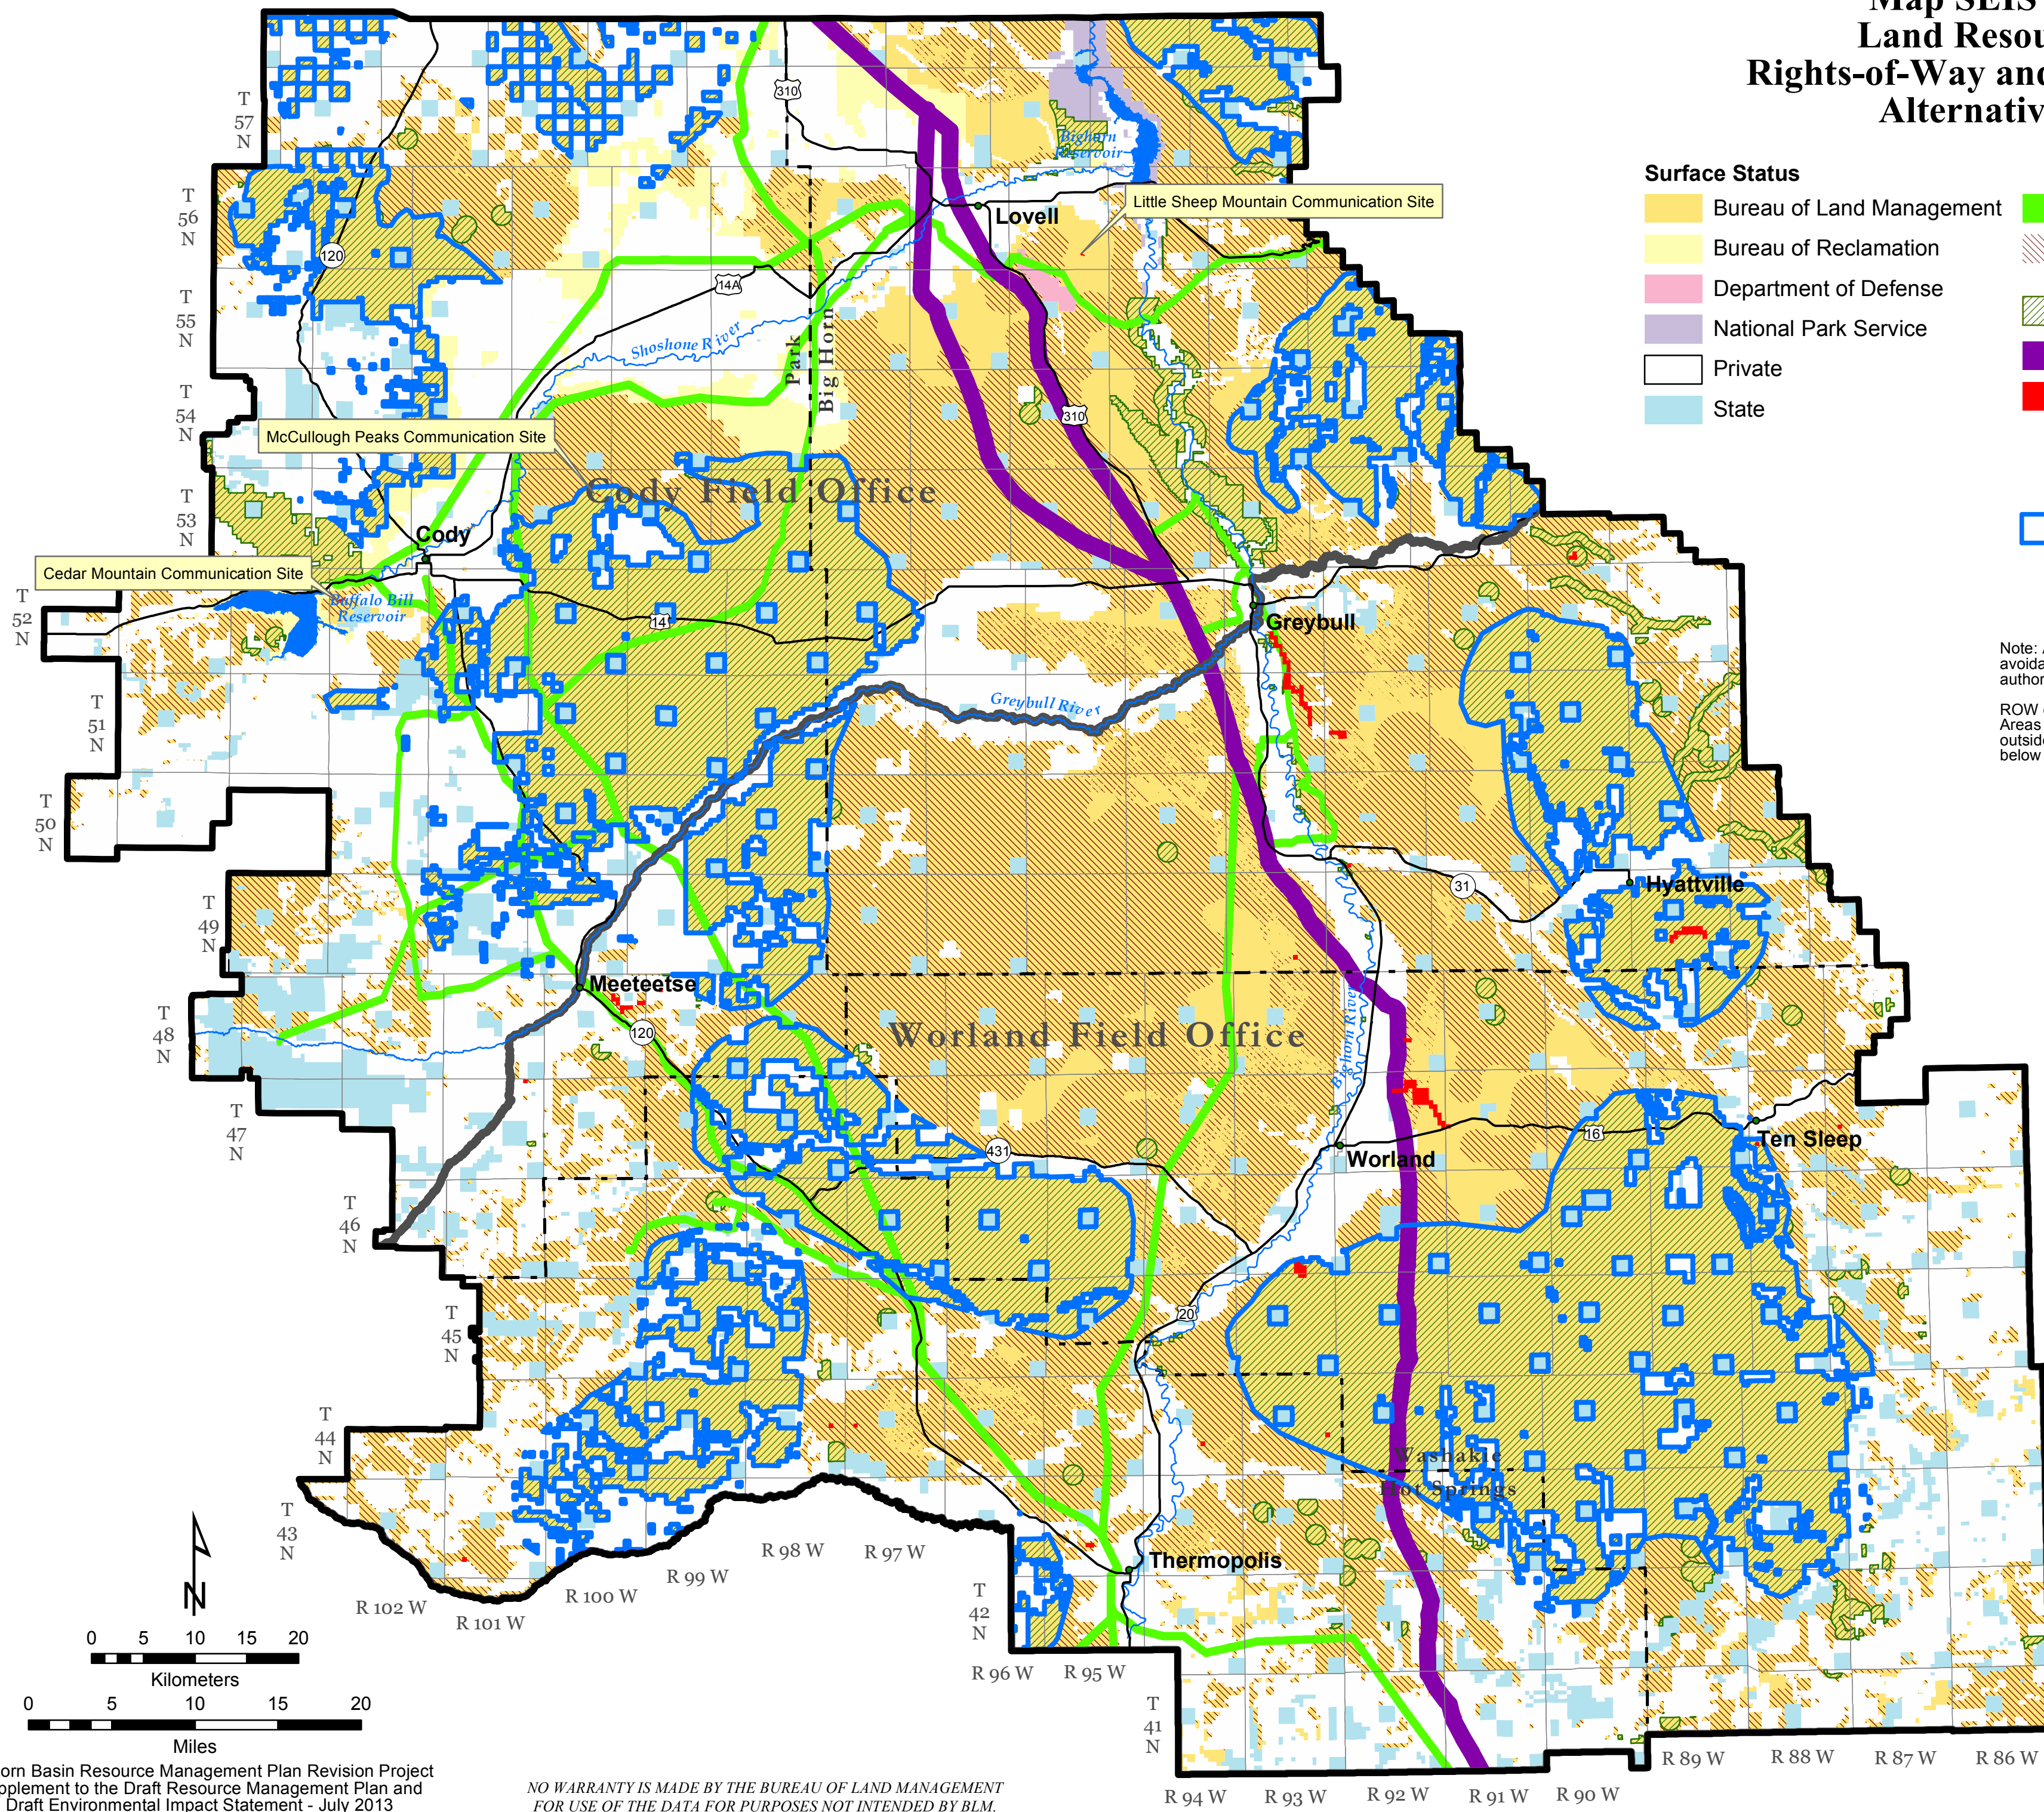 Map SEIS
Land Resou
Rights-of-Way and
Alternativ
Surface Status
Bureau of Land Management
Bureau of Reclamation
Department of Defense
National Park Service
Private
State
Note: A
avoida
author
ROW
Areas
outside
below
T
57
N
T
56
N
T
55
N
T
54
N
T
53
N
T
52
N
T
51
N
T
50
N
T
49
N
T
48
N
T
47
N
T
46
N
T
45
N
T
44
N
T
43
N
T
42
N
T
41
N
310
Bighorn
Reservoir
Little Sheep Mountain Communication Site
Lovell
120
14A
Shoshone River
Park
Big Horn
310
McCullough Peaks Communication Site
Cody Field Office
Cody
Cedar Mountain Communication Site
Buffalo Bill
Reservoir
14
Greybull
Greybull River
31
Hyattville
Meeteetse
120
Worland Field Office
Bighorn River
431
16
Ten Sleep
Worland
20
Washakie
Hot Springs
Thermopolis
R 102 W
R 101 W
R 100 W
R 99 W
R 98 W
R 97 W
R 96 W
R 95 W
R 94 W
R 93 W
R 92 W
R 91 W
R 90 W
R 89 W
R 88 W
R 87 W
R 86 W
N
0 5 10 15 20
Kilometers
0 5 10 15 20
Miles
orn Basin Resource Management Plan Revision Project
pplement to the Draft Resource Management Plan and
Draft Environmental Impact Statement - July 2013
NO WARRANTY IS MADE BY THE BUREAU OF LAND MANAGEMENT
FOR USE OF THE DATA FOR PURPOSES NOT INTENDED BY BLM.